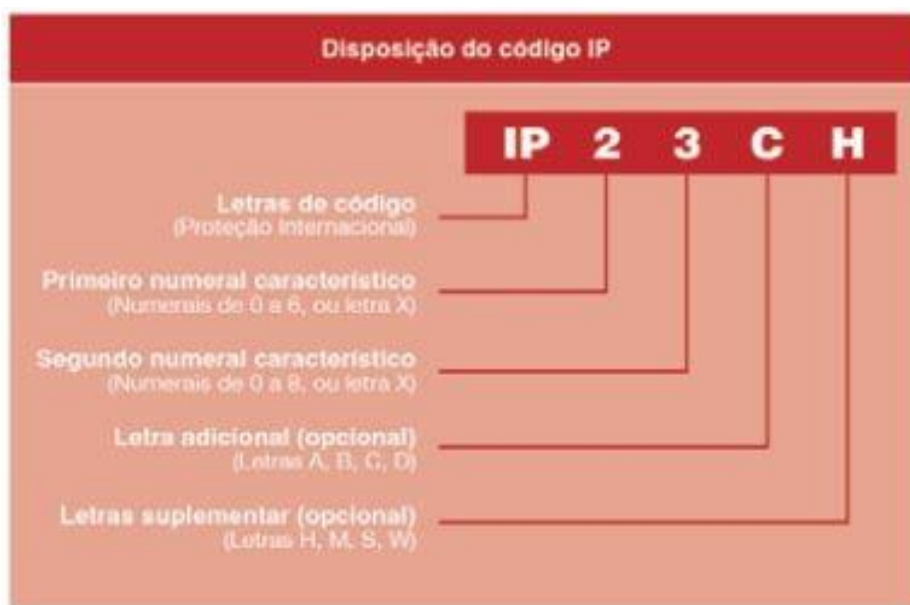 Disposição do código IP
IP 2 3 C H
Letras de código
(Proteção Internacional)
Primeiro numeral característico
(Numerais de 0 a 6, ou letra X)
Segundo numeral característico
(Numerais de 0 a 8, ou letra X)
Letra adicional (opcional)
(Letras A, B, C, D)
Letras suplementar (opcional)
(Letras H, M, S, W)